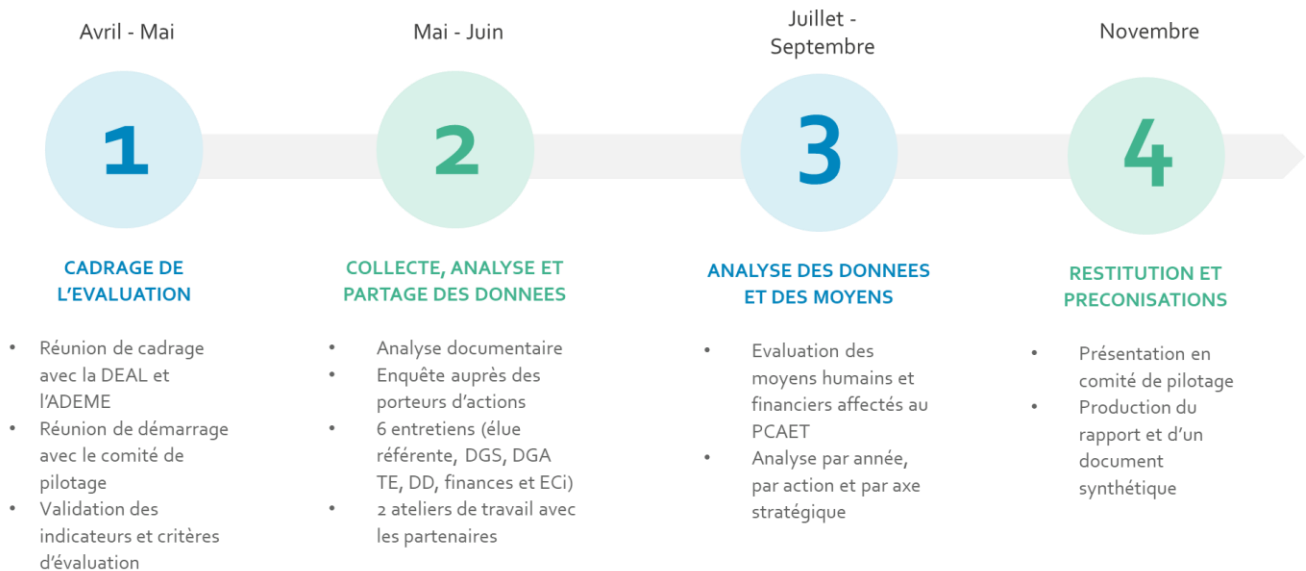 Avril - Mai
1
CADRAGE DE
L'EVALUATION
• Réunion de cadrage
avec la DEAL et
l'ADEME
• Réunion de démarrage
avec le comité de
pilotage
• Validation des
indicateurs et critères
d'évaluation
Mai - Juin
2
COLLECTE, ANALYSE ET
PARTAGE DES DONNEES
• Analyse documentaire
• Enquête auprès des
porteurs d'actions
• 6 entretiens (élue
référente, DGS, DGA
TE, DD, finances et ECi)
• 2 ateliers de travail avec
les partenaires
Juillet -
Septembre
3
ANALYSE DES DONNEES
ET DES MOYENS
• Evaluation des
moyens humains et
financiers affectés au
PCAET
• Analyse par année,
par action et par axe
stratégique
Novembre
4
RESTITUTION ET
PRECONISATIONS
• Présentation en
comité de pilotage
• Production du
rapport et d'un
document
synthétique